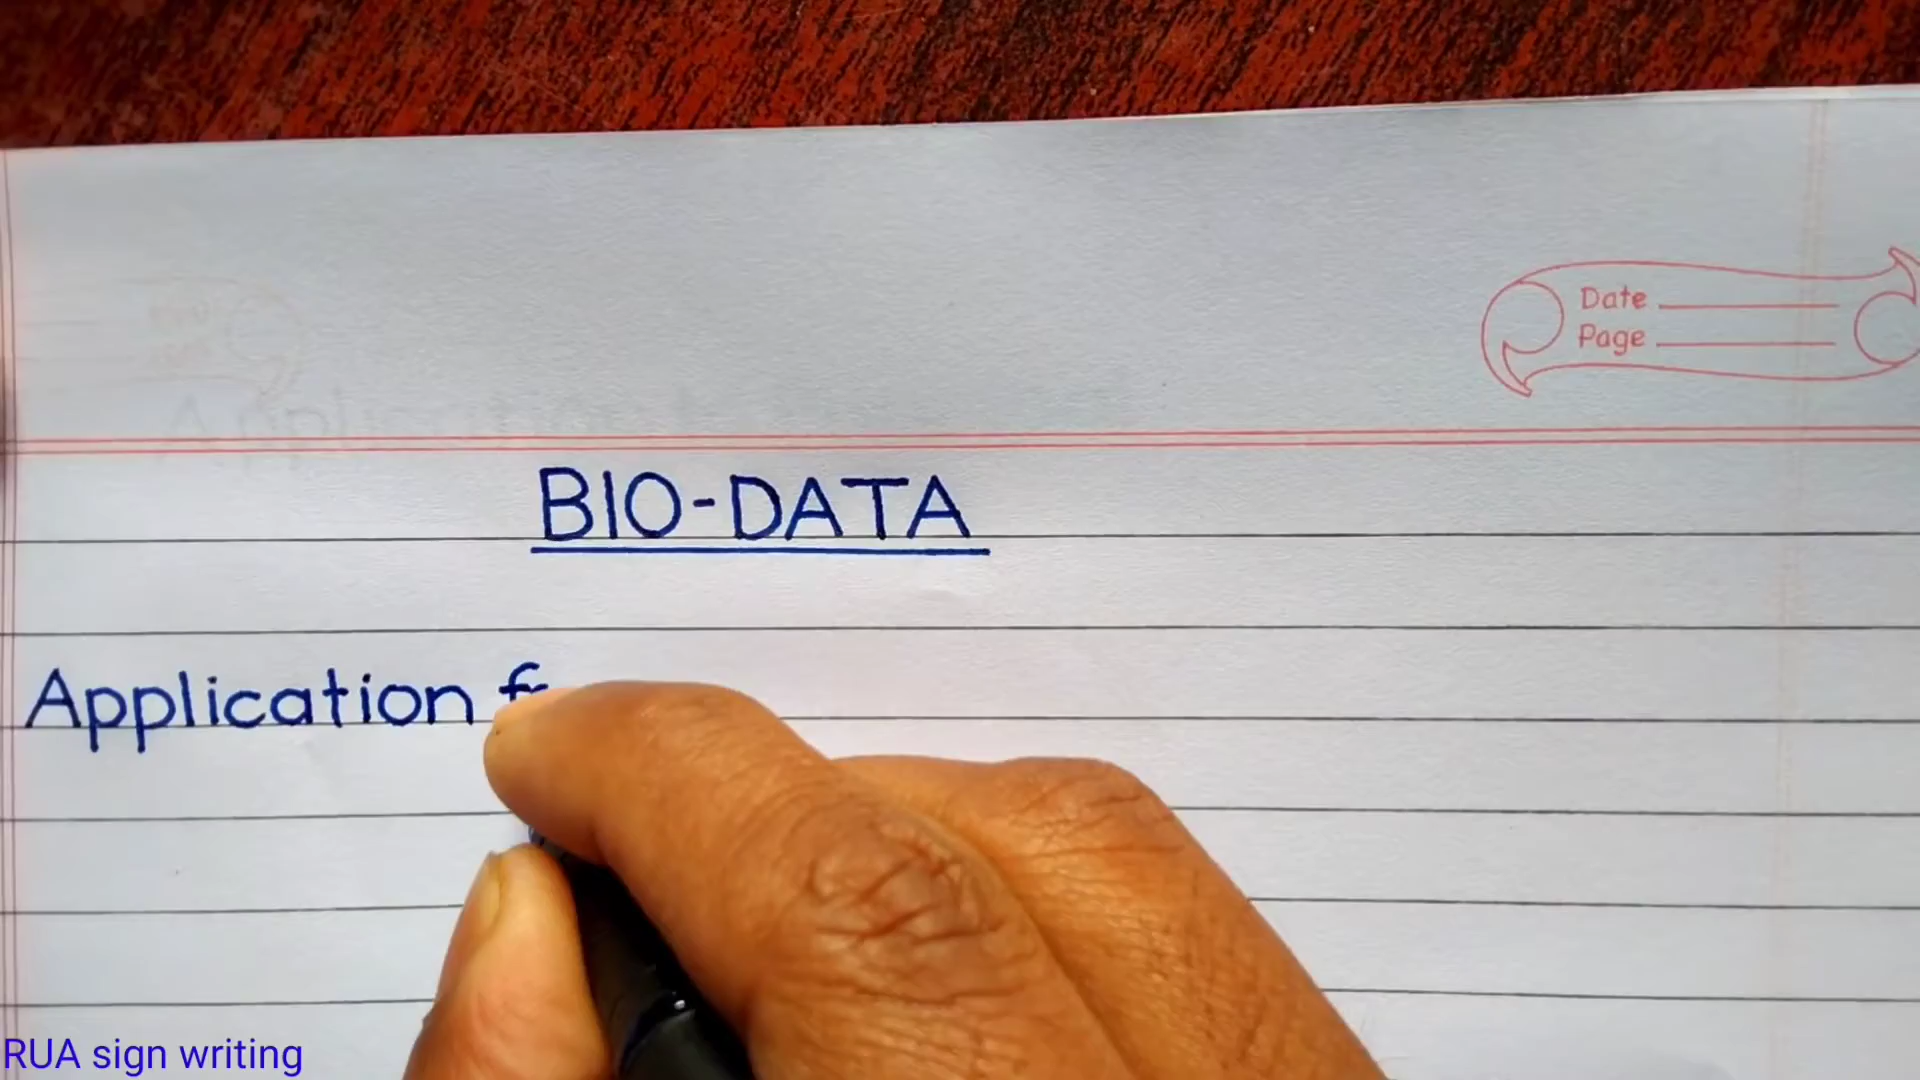 Date
Page
BIO-DATA
Application
RUA sign writing